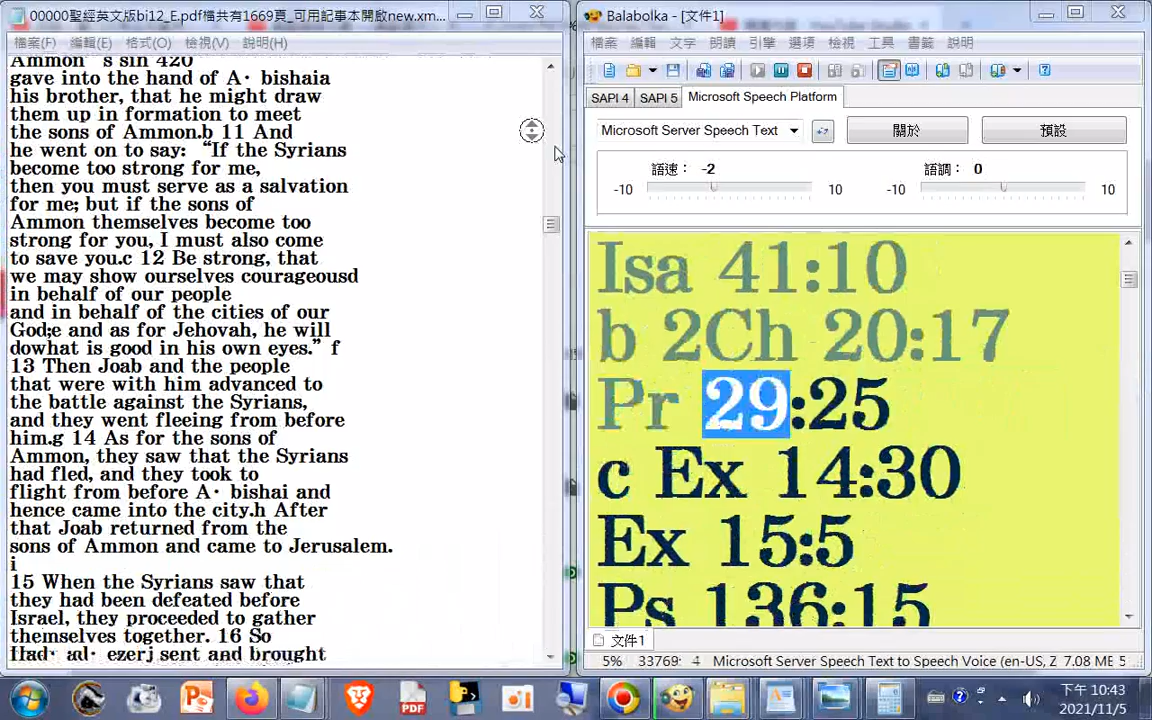 00000聖經英文版bi12_E.pdf檔共有1669頁_可用記事本開啟new.xm...
檔案(F) 編輯(E) 格式(O) 檢視(V) 說明(H)
Ammon's sin 420
gave into the hand of A·bishaia
his brother, that he might draw
them up in formation to meet
the sons of Ammon.b 11 And
he went on to say: “If the Syrians
become too strong for me,
then you must serve as a salvation
for me; but if the sons of
Ammon themselves become too
strong for you, I must also come
to save you.c 12 Be strong, that
we may show ourselves courageousd
in behalf of our people
and in behalf of the cities of our
God;e and as for Jehovah, he will
dowhat is good in his own eyes.” f
13 Then Joab and the people
that were with him advanced to
the battle against the Syrians,
and they went fleeing from before
him.g 14 As for the sons of
Ammon, they saw that the Syrians
had fled, and they took to
flight from before A·bishai and
hence came into the city.h After
that Joab returned from the
sons of Ammon and came to Jerusalem.
i
15 When the Syrians saw that
they had been defeated before
Israel, they proceeded to gather
themselves together. 16 So
Had·ad·ezerj sent and brought
Balabolka - [文件1]
檔案 編輯 文字 朗讀 引擎 選項 檢視 工具 書籤 說明
SAPI 4 SAPI 5 Microsoft Speech Platform
Microsoft Server Speech Text 關於 預設
語速： -2 語調： 0
-10 10 -10 10
Isa 41:10
b 2Ch 20:17
Pr 29:25
c Ex 14:30
Ex 15:5
Ps 136:15
文件1
5% 33769: 4 Microsoft Server Speech Text to Speech Voice (en-US, Z 7.08 MB 5
下午 10:43
2021/11/5